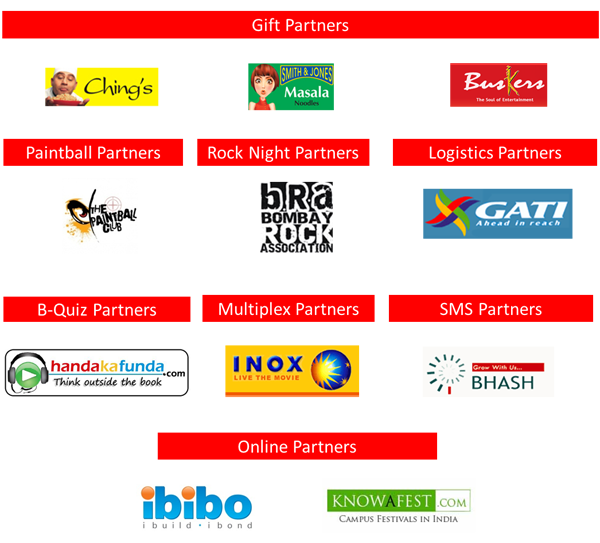 Gift Partners
Ching's
SMITH & JONES
Masala
Noodles
Buskers
The Soul of Entertainment
Paintball Partners
Rock Night Partners
Logistics Partners
THE
PAINTBALL
CLUB
bRa
BOMBAY
ROCK
ASSOCIATION
GATI
Ahead in reach
B-Quiz Partners
Multiplex Partners
SMS Partners
handakafunda.com
Think outside the book
INOX
LIVE THE MOVIE
Grow With Us...
BHASH
Online Partners
ibibo
ibuild • ibond
KNOWAFEST.COM
CAMPUS FESTIVALS IN INDIA